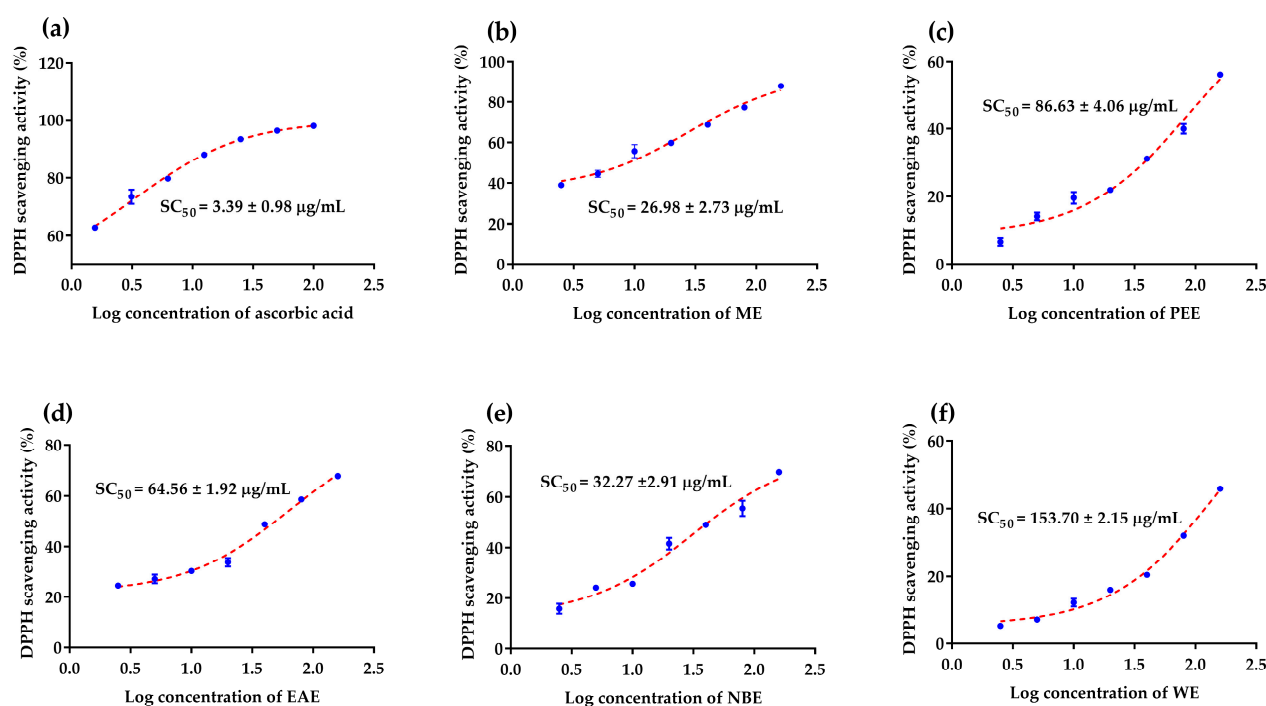 (a)
DPPH scavenging activity (%)
120
100
80
60
SC50 = 3.39 ± 0.98 µg/mL
0.0 0.5 1.0 1.5 2.0 2.5
Log concentration of ascorbic acid
(b)
DPPH scavenging activity (%)
100
80
60
40
20
0
SC50 = 26.98 ± 2.73 µg/mL
0.0 0.5 1.0 1.5 2.0 2.5
Log concentration of ME
(c)
DPPH scavenging activity (%)
60
40
20
0
SC50 = 86.63 ± 4.06 µg/mL
0.0 0.5 1.0 1.5 2.0 2.5
Log concentration of PEE
(d)
DPPH scavenging activity (%)
80
60
40
20
0
SC50 = 64.56 ± 1.92 µg/mL
0.0 0.5 1.0 1.5 2.0 2.5
Log concentration of EAE
(e)
DPPH scavenging activity (%)
80
60
40
20
0
SC50 = 32.27 ±2.91 µg/mL
0.0 0.5 1.0 1.5 2.0 2.5
Log concentration of NBE
(f)
DPPH scavenging activity (%)
60
40
20
0
SC50 = 153.70 ± 2.15 µg/mL
0.0 0.5 1.0 1.5 2.0 2.5
Log concentration of WE